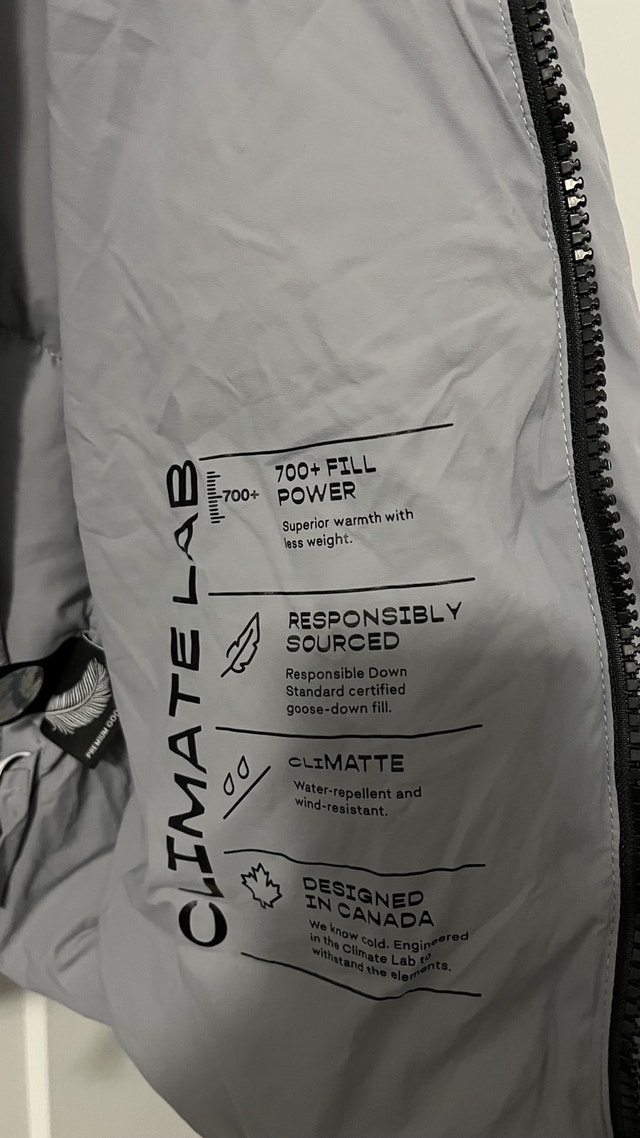 CLIMATE LAB
700+
700+ FILL
POWER
Superior warmth with
less weight.
RESPONSIBLY
SOURCED
Responsible Down
Standard certified
goose-down fill.
CLIMATTE
Water-repellent and
wind-resistant.
DESIGNED
IN CANADA
We know cold. Engineered
in the Climate Lab to
withstand the elements.
PREMIUM